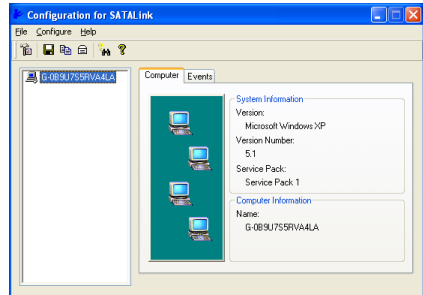 Configuration for SATALink
File Configure Help
G-0B9U7S5RVA4LA
Computer Events
System Information
Version:
Microsoft Windows XP
Version Number:
5.1
Service Pack:
Service Pack 1
Computer Information
Name:
G-0B9U7S5RVA4LA